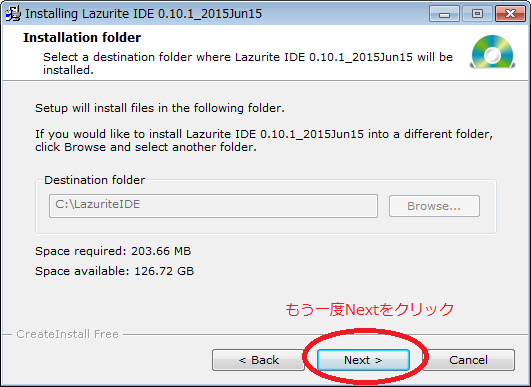 Installing Lazurite IDE 0.10.1_2015Jun15
Installation folder
Select a destination folder where Lazurite IDE 0.10.1_2015Jun15 will be
installed.
Setup will install files in the following folder.
If you would like to install Lazurite IDE 0.10.1_2015Jun15 into a different folder,
click Browse and select another folder.
Destination folder
C:\LazuriteIDE
Browse...
Space required: 203.66 MB
Space available: 126.72 GB
もう一度Nextをクリック
CreateInstall Free
< Back
Next >
Cancel